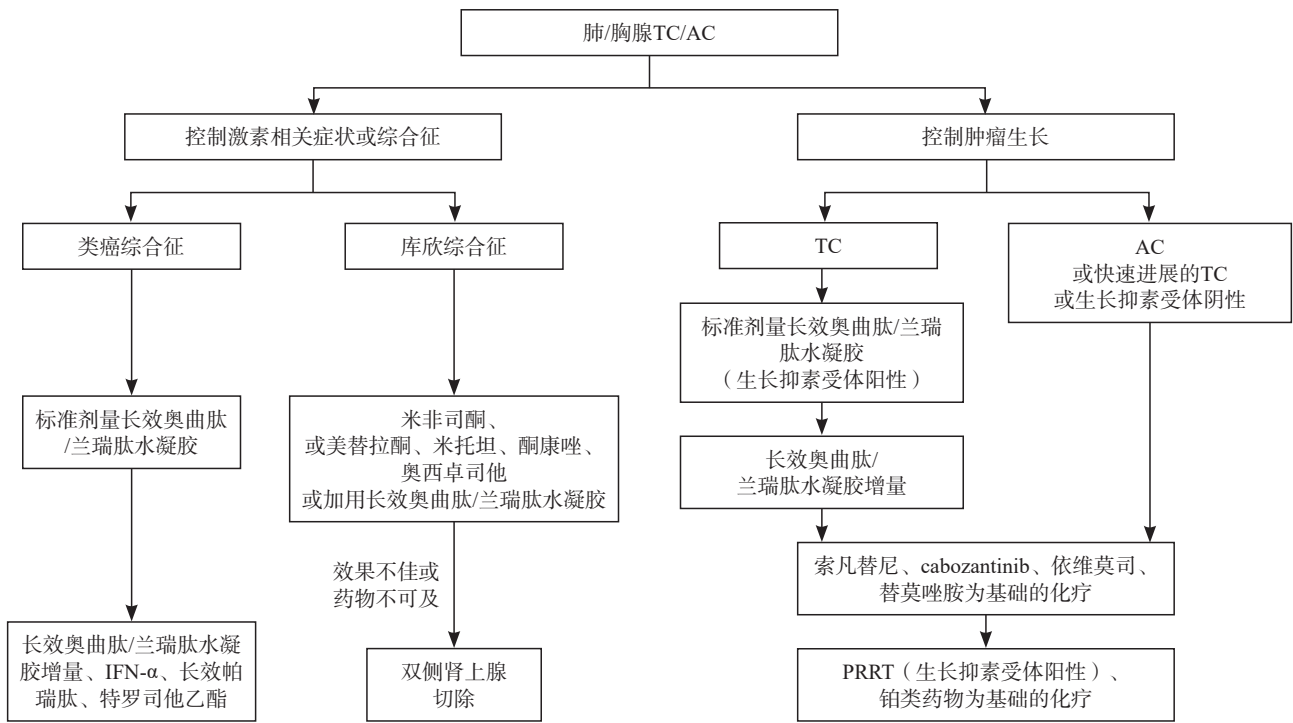 肺/胸腺TC/AC
控制激素相关症状或综合征
控制肿瘤生长
类癌综合征
库欣综合征
TC
AC
或快速进展的TC
或生长抑素受体阴性
标准剂量长效奥曲肽/兰瑞
肽水凝胶
（生长抑素受体阳性）
标准剂量长效奥曲肽
/兰瑞肽水凝胶
米非司酮、
或美替拉酮、米托坦、酮康唑、
奥西卓司他
或加用长效奥曲肽/兰瑞肽水凝胶
长效奥曲肽/
兰瑞肽水凝胶增量
效果不佳或
药物不可及
索凡替尼、cabozantinib、依维莫司、
替莫唑胺为基础的化疗
长效奥曲肽/兰瑞肽水凝
胶增量、IFN-α、长效帕
瑞肽、特罗司他乙酯
双侧肾上腺
切除
PRRT（生长抑素受体阳性）、
铂类药物为基础的化疗